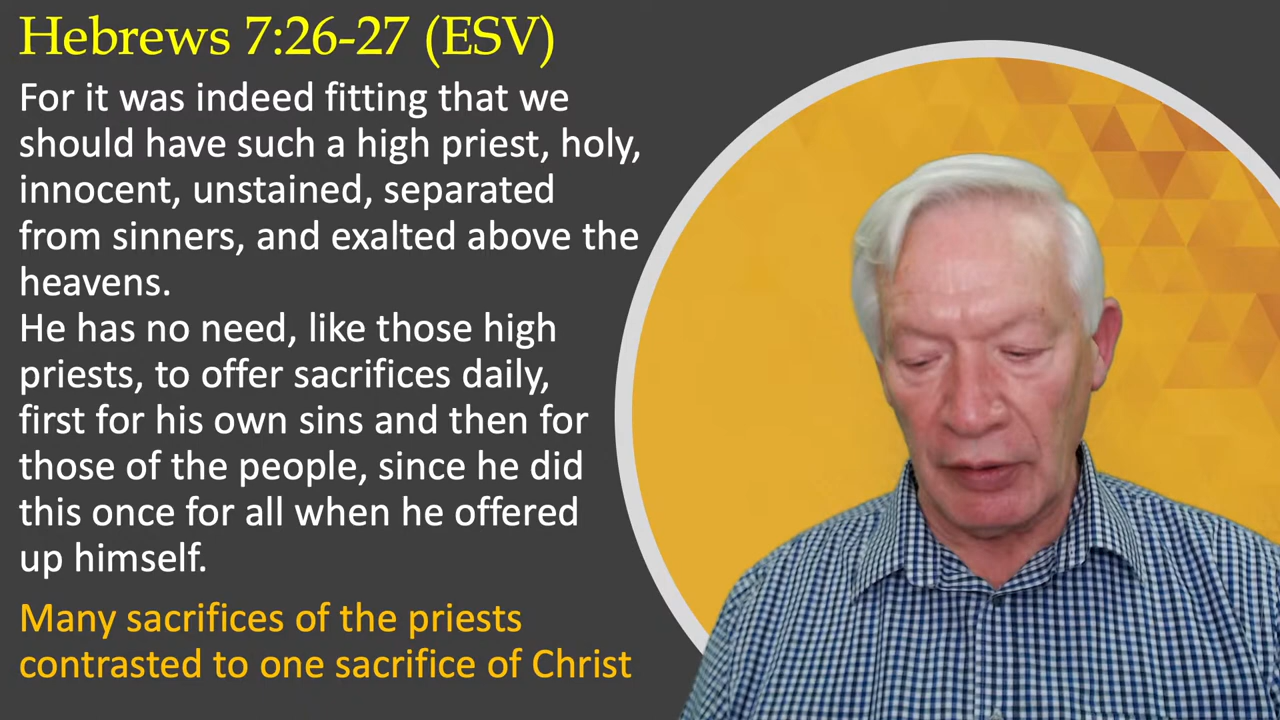 Hebrews 7:26-27 (ESV)
For it was indeed fitting that we
should have such a high priest, holy,
innocent, unstained, separated
from sinners, and exalted above the
heavens.
He has no need, like those high
priests, to offer sacrifices daily,
first for his own sins and then for
those of the people, since he did
this once for all when he offered
up himself.
Many sacrifices of the priests
contrasted to one sacrifice of Christ